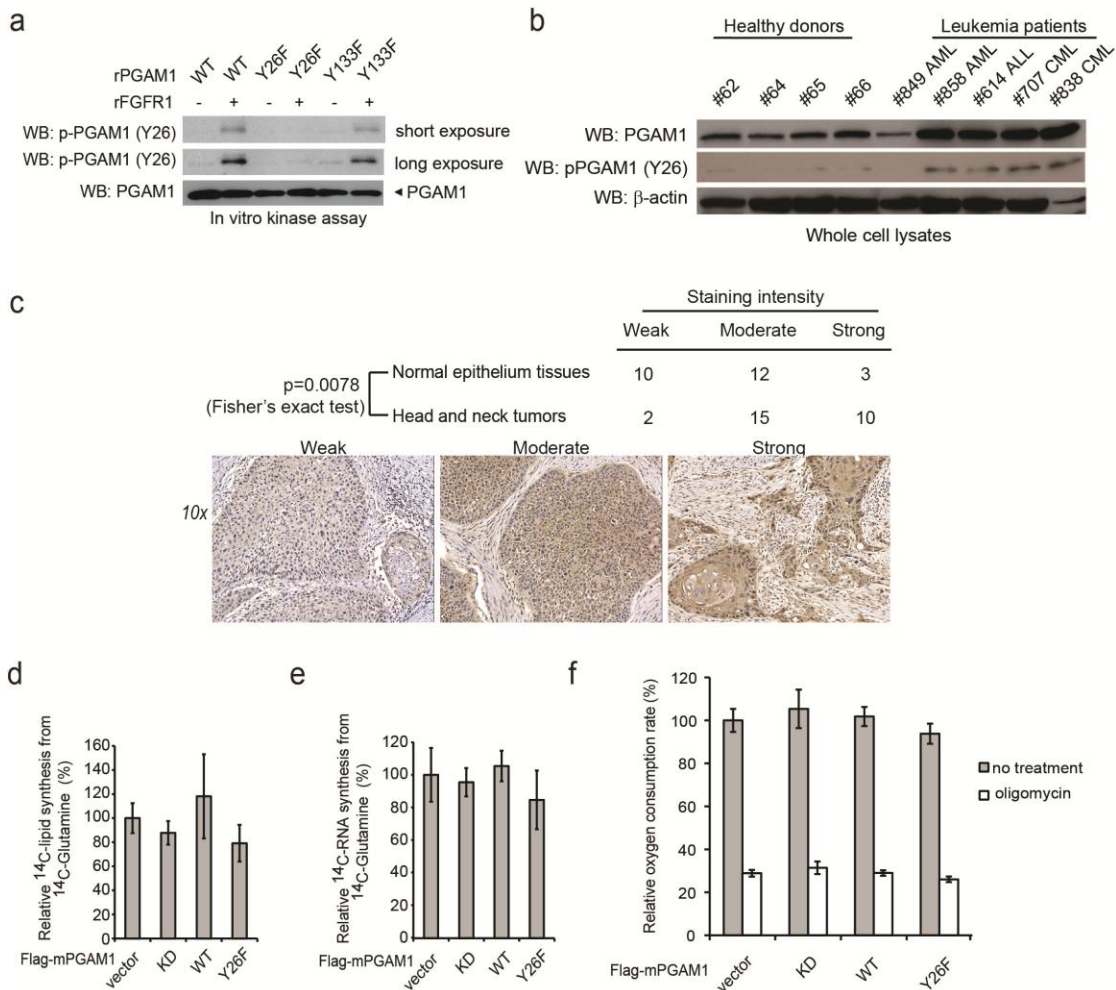 a
rPGAM1 WT WT Y26F Y26F Y133F Y133F
rFGFR1 - + - + - +
WB: p-PGAM1 (Y26) short exposure
WB: p-PGAM1 (Y26) long exposure
WB: PGAM1 ◄ PGAM1
In vitro kinase assay
b
Healthy donors Leukemia patients
#62 #64 #65 #66 #849 AML #858 AML #614 ALL #707 CML #838 CML
WB: PGAM1
WB: pPGAM1 (Y26)
WB: β-actin
Whole cell lysates
c
Staining intensity
Weak Moderate Strong
Normal epithelium tissues 10 12 3
p=0.0078
(Fisher's exact test)
Head and neck tumors 2 15 10
Weak Moderate Strong
10x
d
Relative ¹⁴C-lipid synthesis from
¹⁴C-Glutamine (%)
160
140
120
100
80
60
40
20
0
Flag-mPGAM1 vector KD WT Y26F
e
Relative ¹⁴C-RNA synthesis from
¹⁴C-Glutamine (%)
120
100
80
60
40
20
0
Flag-mPGAM1 vector KD WT Y26F
f
Relative oxygen consumption rate (%)
120
100
80
60
40
20
0
Flag-mPGAM1 vector KD WT Y26F
no treatment
oligomycin